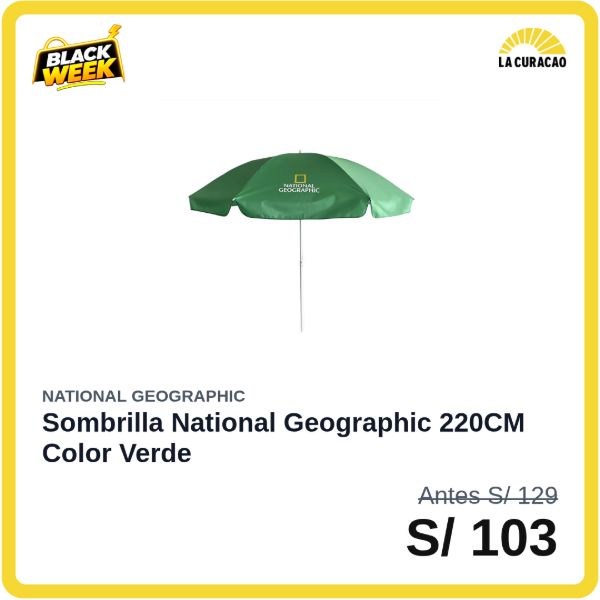 BLACK
WEEK
LA CURACAO
NATIONAL
GEOGRAPHIC
NATIONAL GEOGRAPHIC
Sombrilla National Geographic 220CM
Color Verde
Antes S/ 129
S/ 103